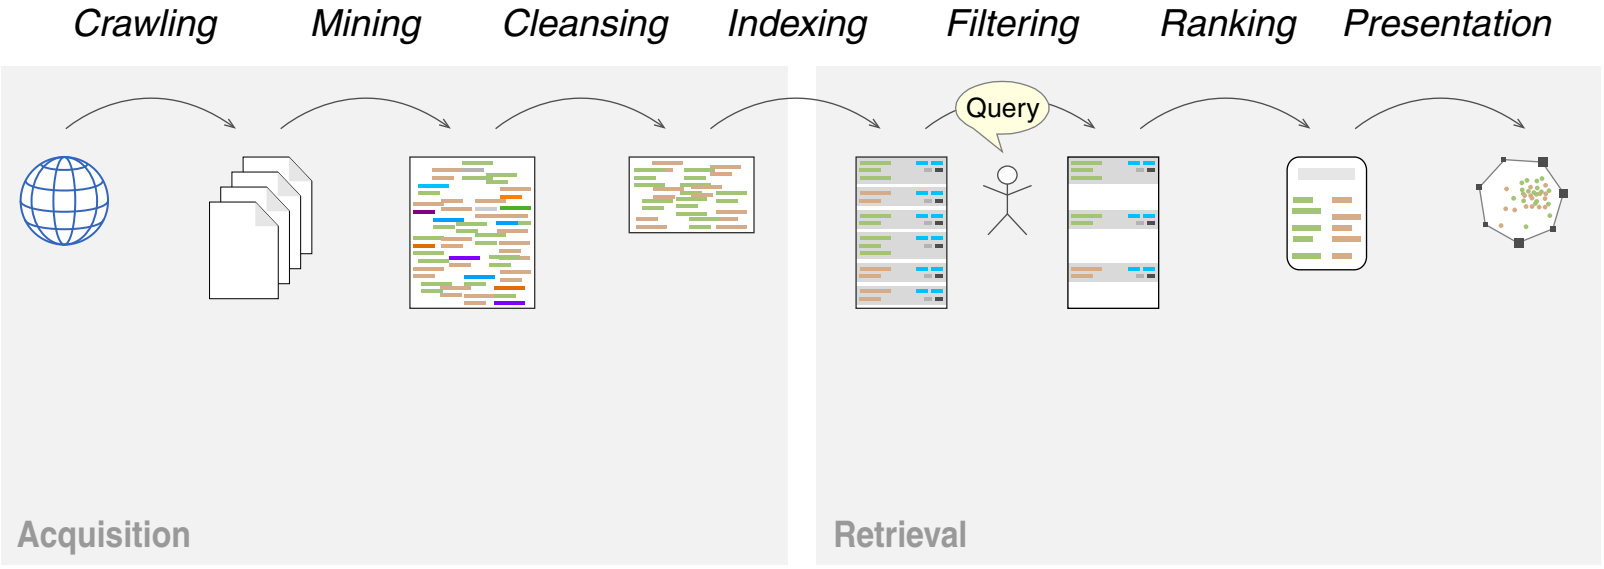 Crawling Mining Cleansing Indexing Filtering Ranking Presentation
Query
Acquisition Retrieval